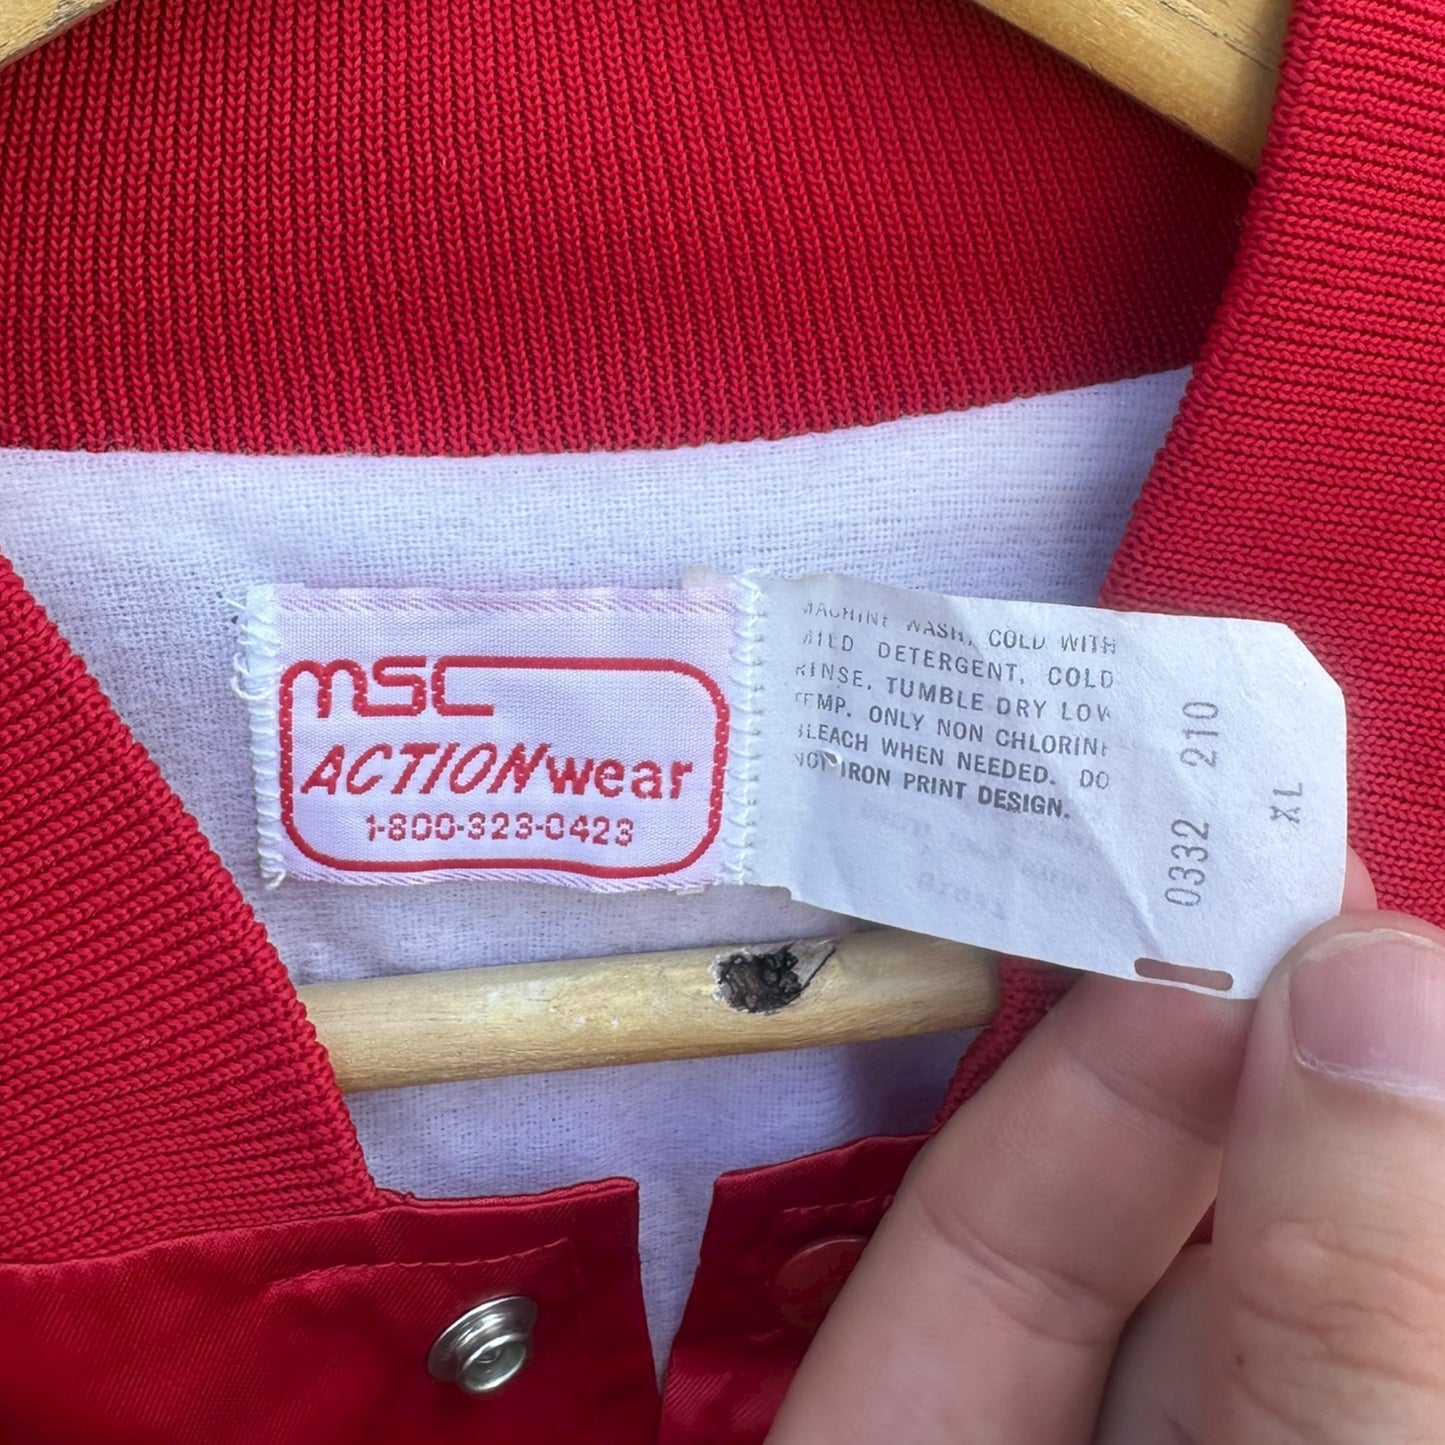 msc
ACTIONwear
1-800-323-0423
MACHINE WASH, COLD WITH
MILD DETERGENT, COLD
RINSE, TUMBLE DRY LOW
TEMP. ONLY NON CHLORINE
BLEACH WHEN NEEDED. DO
NOT IRON PRINT DESIGN.
0332 210
XL